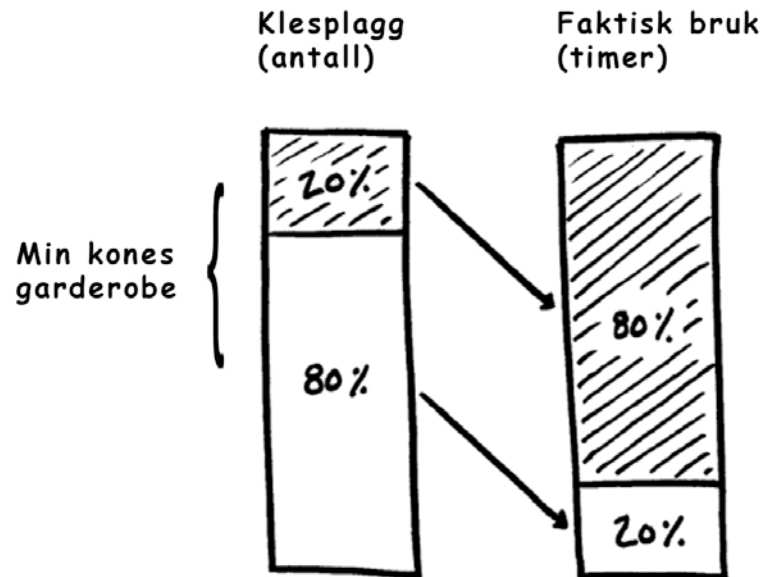 Klesplagg
(antall)
Faktisk bruk
(timer)
Min kones
garderobe
20%
80%
80%
20%